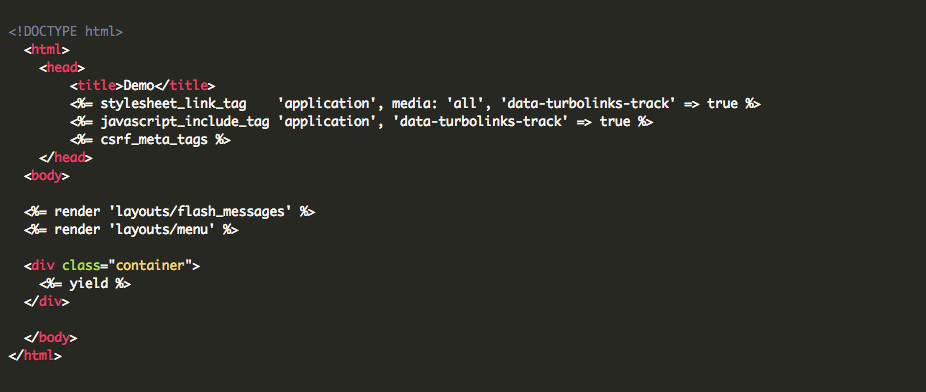 <!DOCTYPE html>
<html>
<head>
<title>Demo</title>
<%= stylesheet_link_tag    'application', media: 'all', 'data-turbolinks-track' => true %>
<%= javascript_include_tag 'application', 'data-turbolinks-track' => true %>
<%= csrf_meta_tags %>
</head>
<body>
<%= render 'layouts/flash_messages' %>
<%= render 'layouts/menu' %>
<div class="container">
<%= yield %>
</div>
</body>
</html>